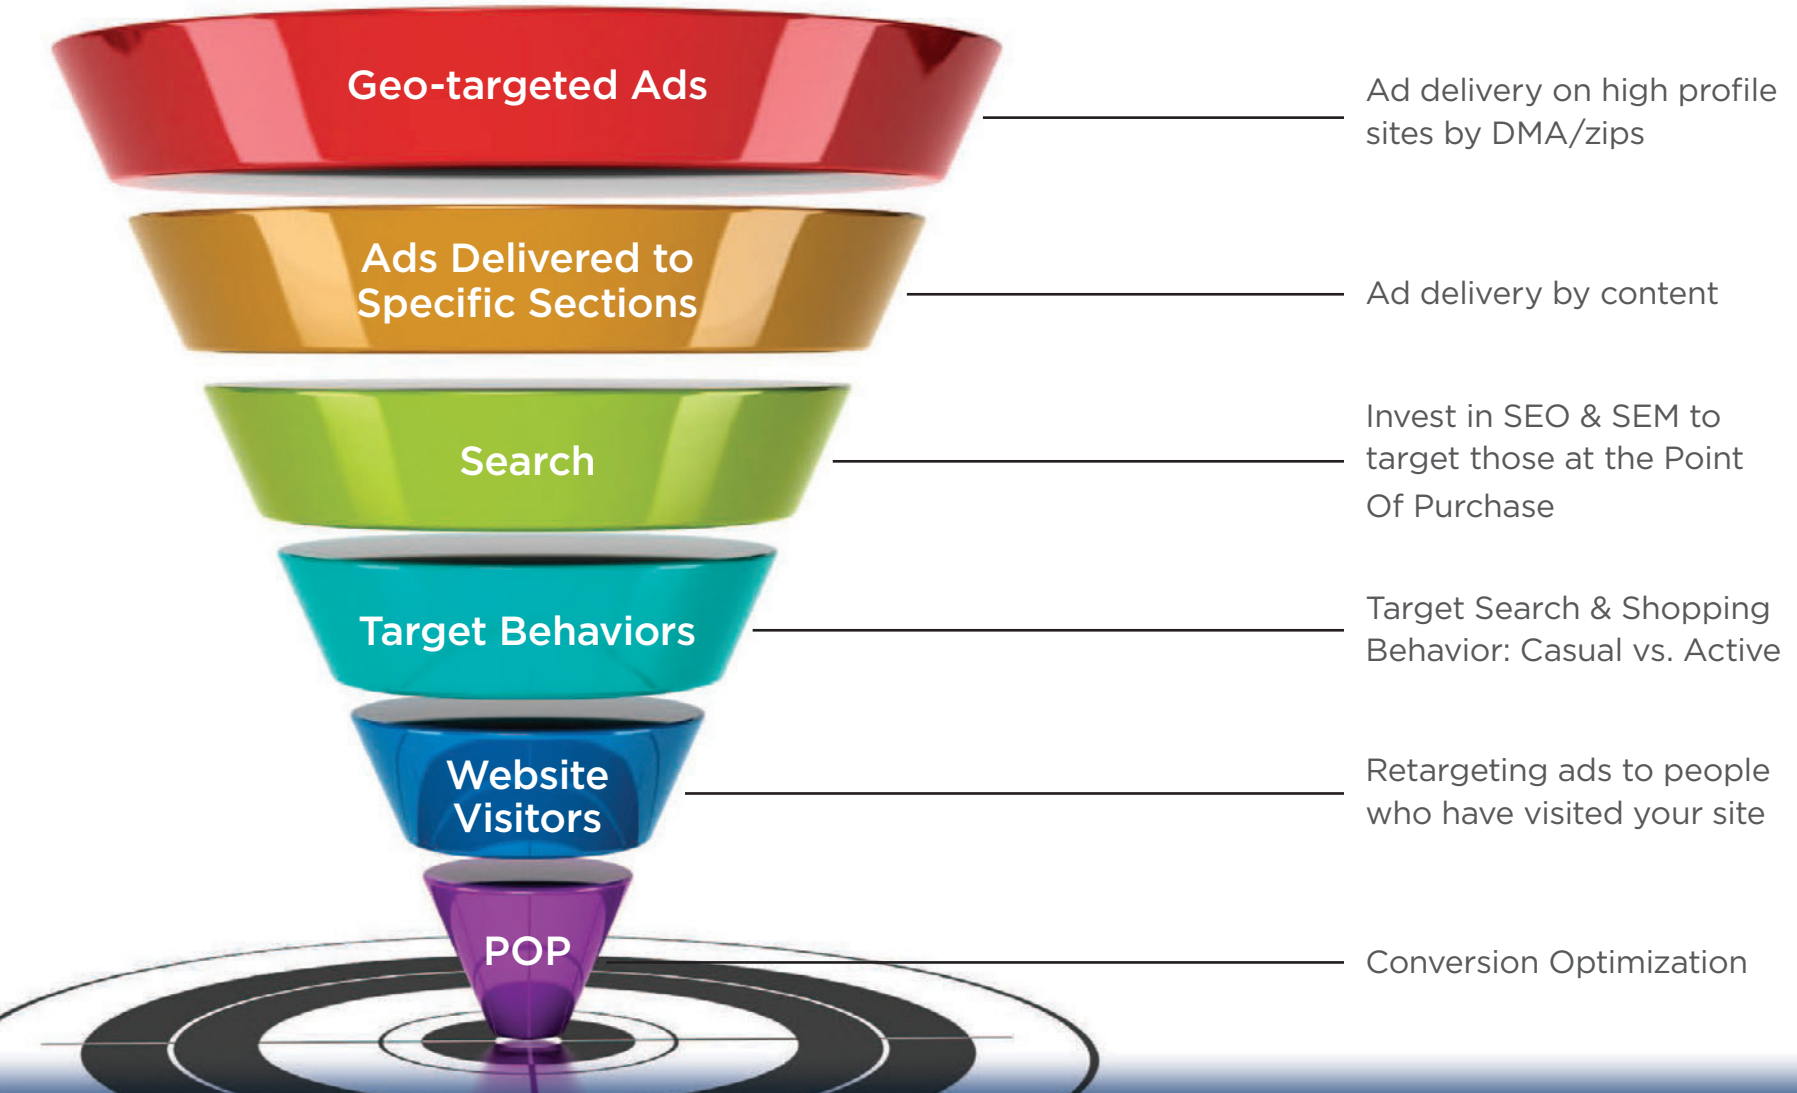 Geo-targeted Ads
Ad delivery on high profile
sites by DMA/zips
Ads Delivered to
Specific Sections
Ad delivery by content
Search
Invest in SEO & SEM to
target those at the Point
Of Purchase
Target Behaviors
Target Search & Shopping
Behavior: Casual vs. Active
Website
Visitors
Retargeting ads to people
who have visited your site
POP
Conversion Optimization